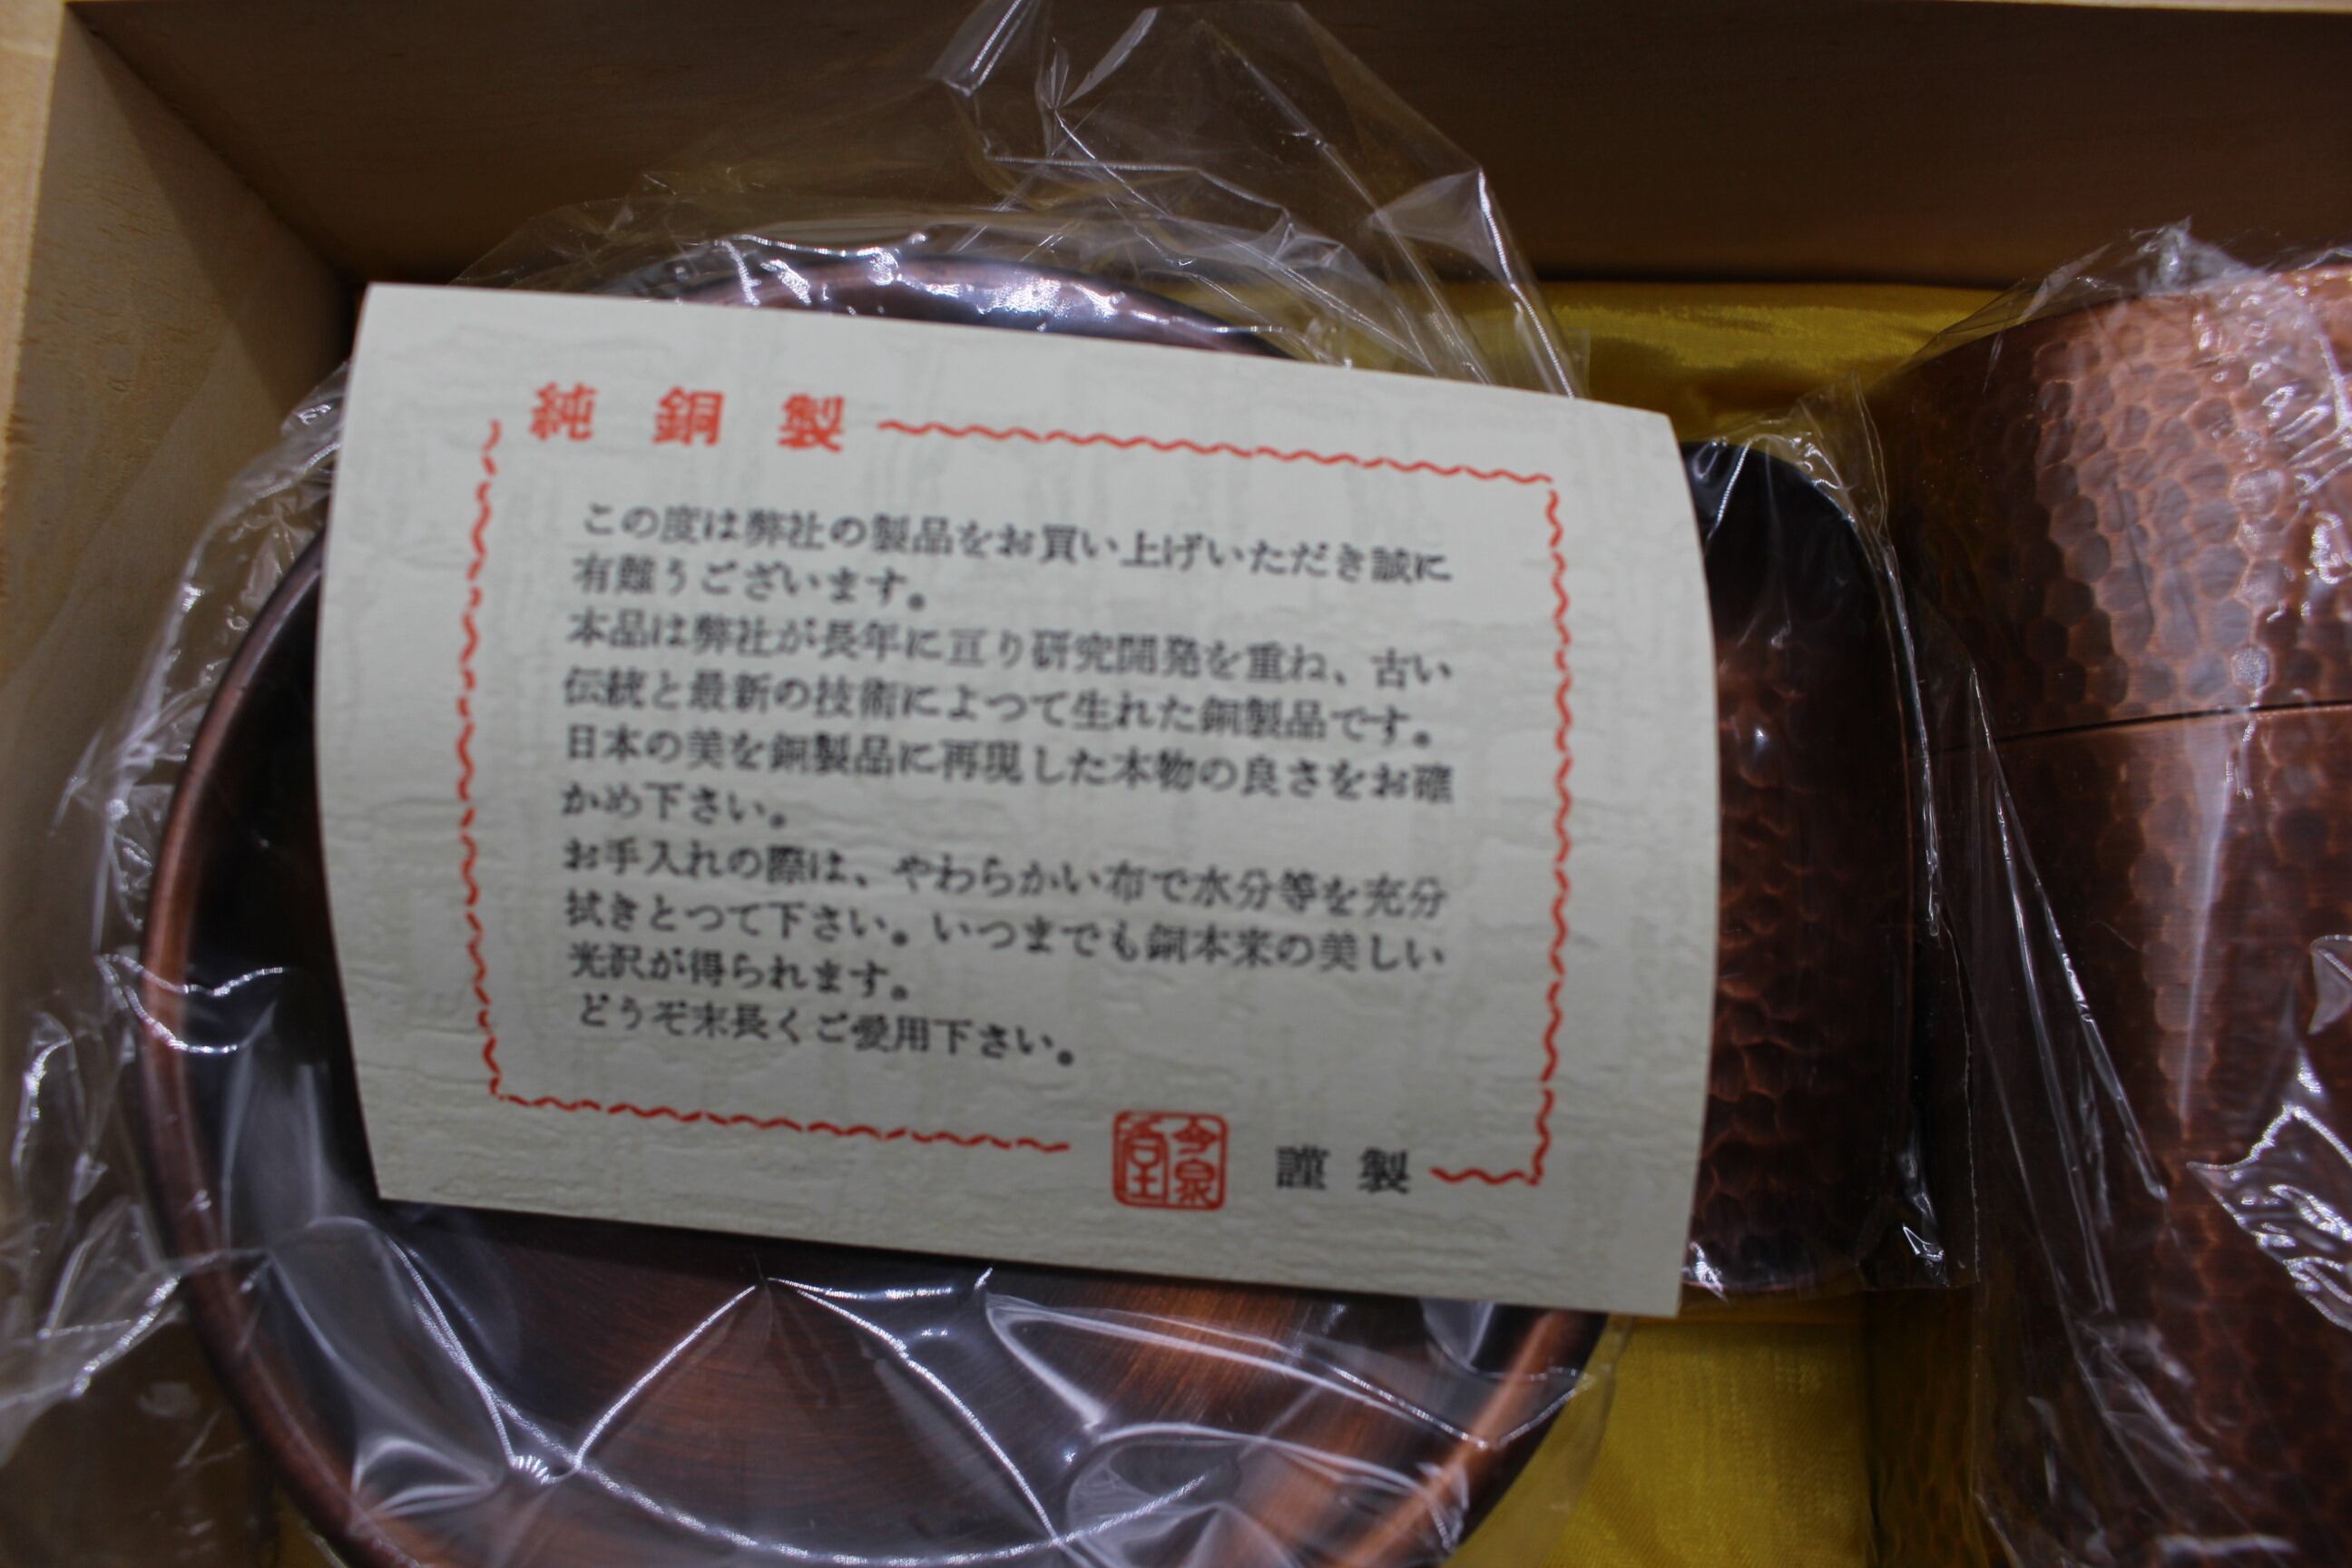 純銅製
この度は弊社の製品をお買い上げいただき誠に
有難うございます。
本品は弊社が長年に亘り研究開発を重ね、古い
伝統と最新の技術によつて生れた銅製品です。
日本の美を銅製品に再現した本物の良さをお確
かめ下さい。
お手入れの際は、やわらかい布で水分等を充分
拭きとつて下さい。いつまでも銅本来の美しい
光沢が得られます。
どうぞ末長くご愛用下さい。
今泉
謹製